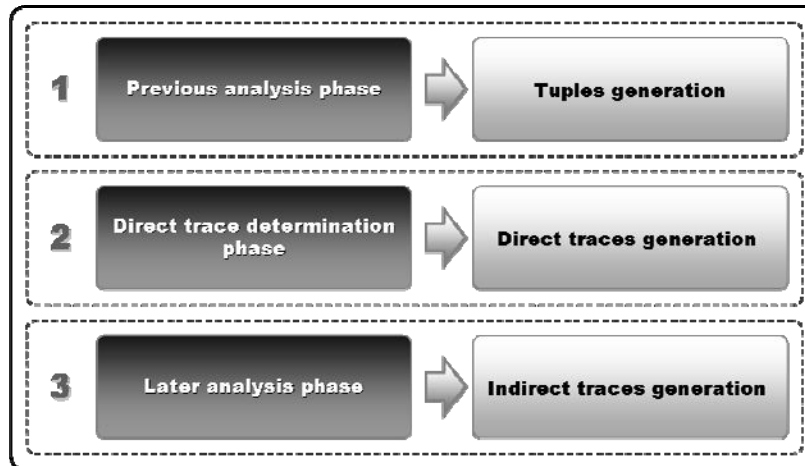 1
Previous analysis phase
Tuples generation
2
Direct trace determination
phase
Direct traces generation
3
Later analysis phase
Indirect traces generation